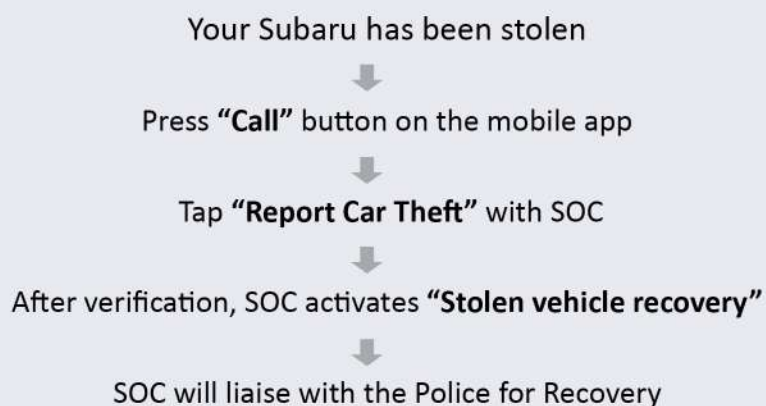 Your Subaru has been stolen
Press “Call” button on the mobile app
Tap “Report Car Theft” with SOC
After verification, SOC activates “Stolen vehicle recovery”
SOC will liaise with the Police for Recovery